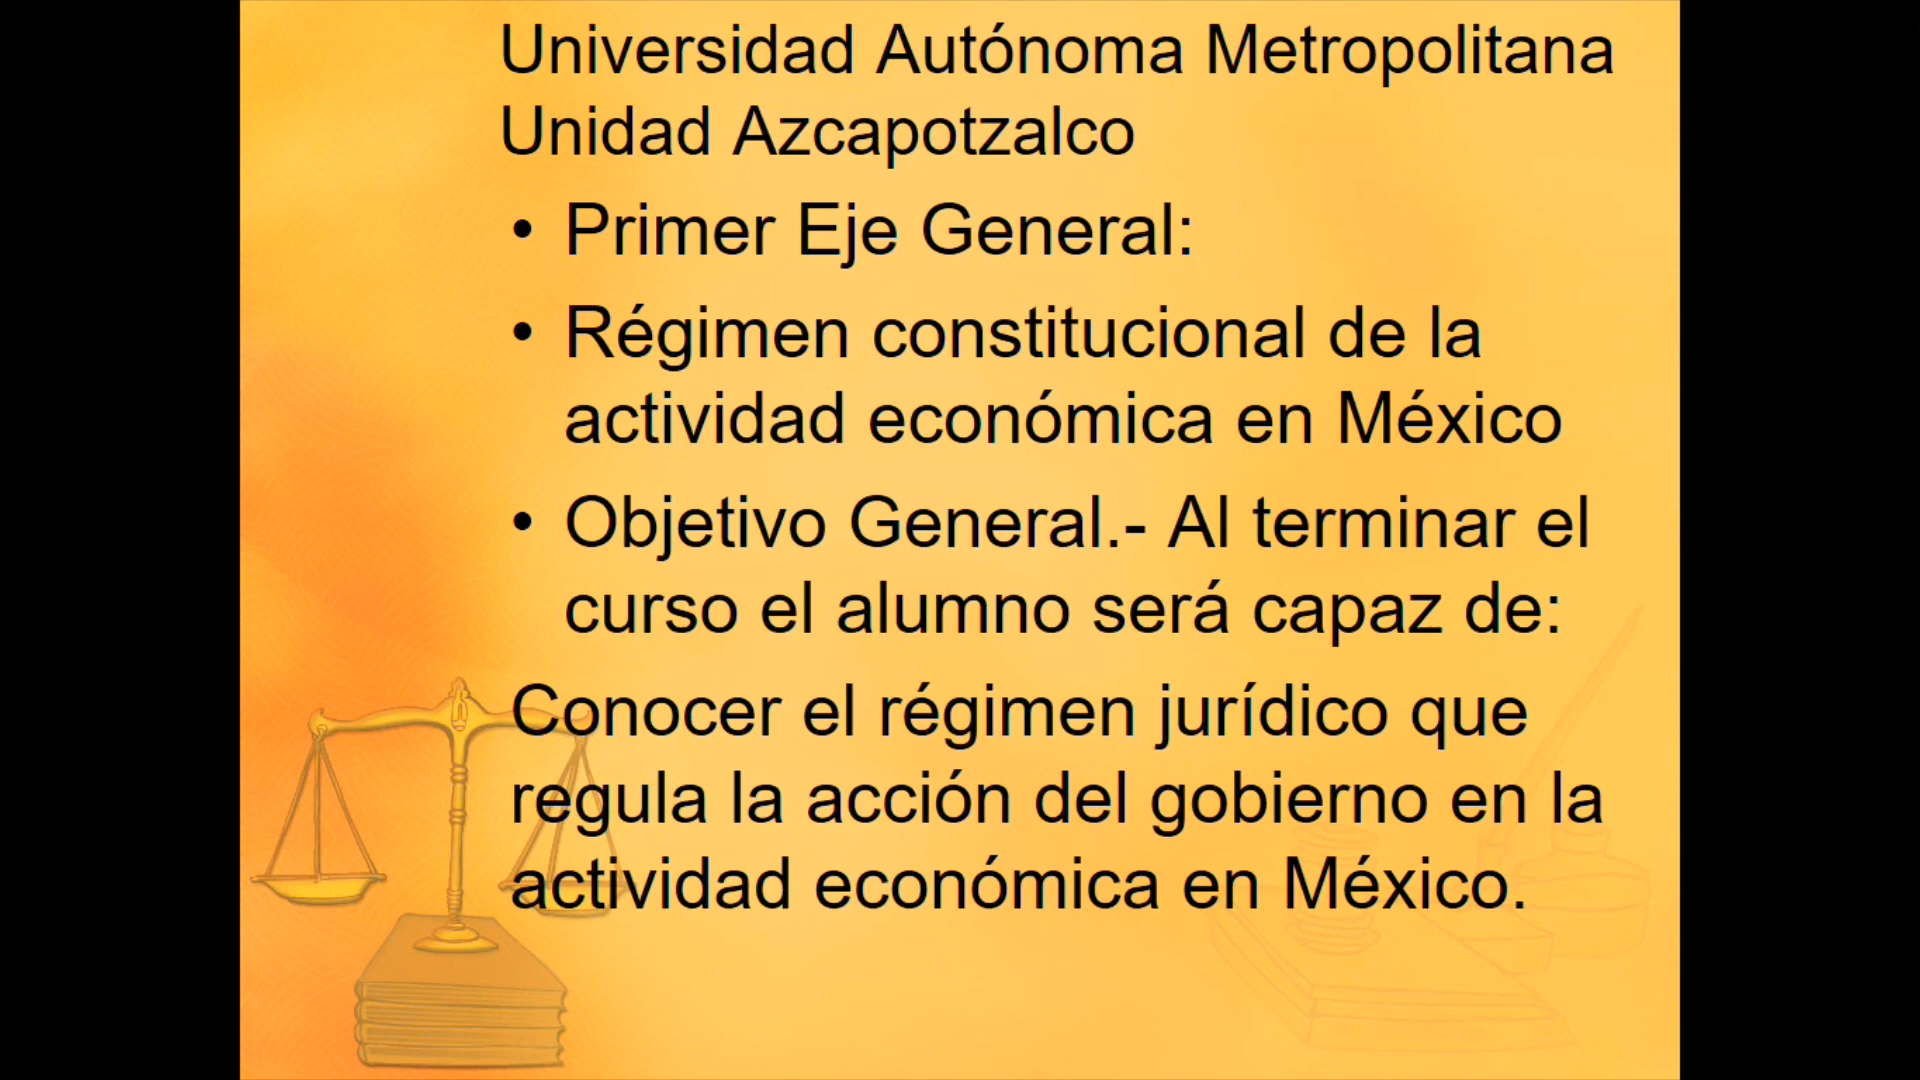 Universidad Autónoma Metropolitana
Unidad Azcapotzalco
• Primer Eje General:
• Régimen constitucional de la
actividad económica en México
• Objetivo General.- Al terminar el
curso el alumno será capaz de:
Conocer el régimen jurídico que
regula la acción del gobierno en la
actividad económica en México.